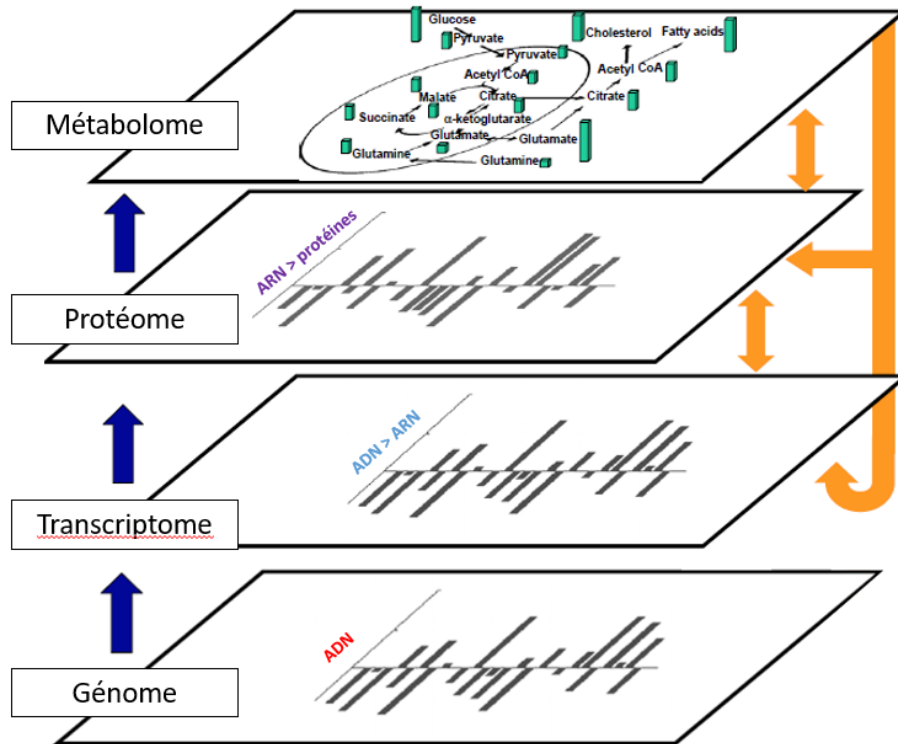 Glucose
Pyruvate
Cholesterol
Fatty acids
Pyruvate
Acetyl CoA
Acetyl CoA
Métabolome
Malate
Citrate
Citrate
Succinate
α-ketoglutarate
Glutamate
Glutamate
Glutamine
Glutamine
ARN > protéines
Protéome
ADN > ARN
Transcriptome
ADN
Génome